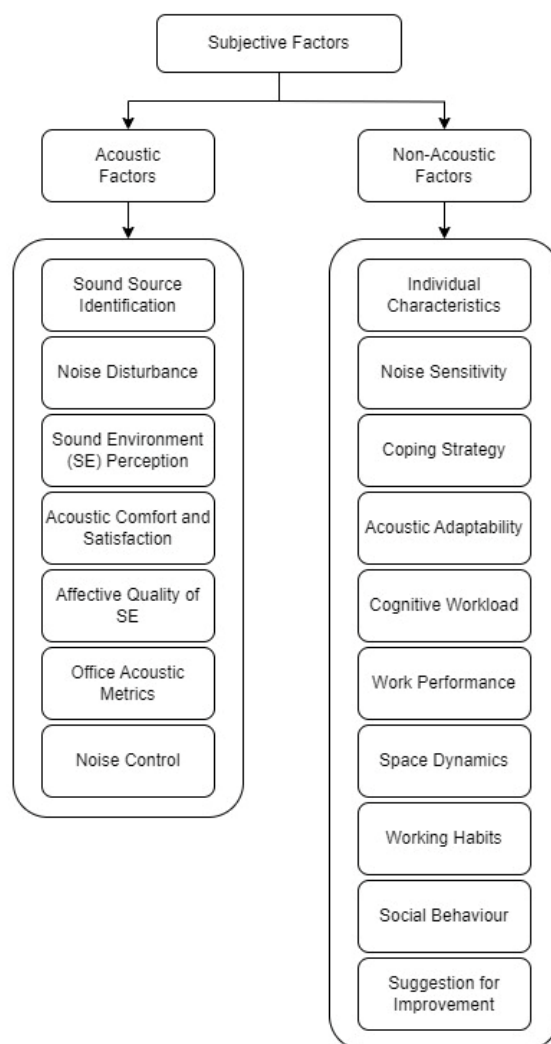 Subjective Factors
Acoustic
Factors
Non-Acoustic
Factors
Sound Source
Identification
Noise Disturbance
Sound Environment
(SE) Perception
Acoustic Comfort and
Satisfaction
Affective Quality of
SE
Office Acoustic
Metrics
Noise Control
Individual
Characteristics
Noise Sensitivity
Coping Strategy
Acoustic Adaptability
Cognitive Workload
Work Performance
Space Dynamics
Working Habits
Social Behaviour
Suggestion for
Improvement